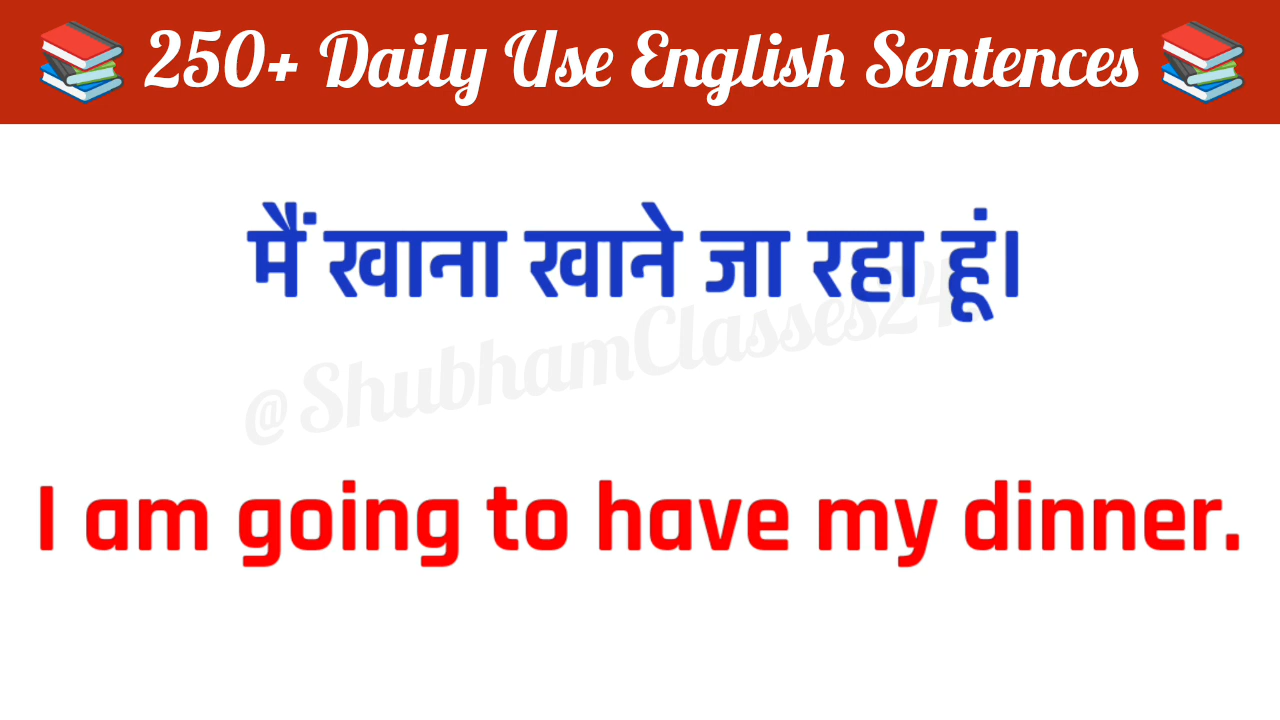 250+ Daily Use English Sentences
मैं खाना खाने जा रहा हूं।
@ShubhamClasses24
I am going to have my dinner.